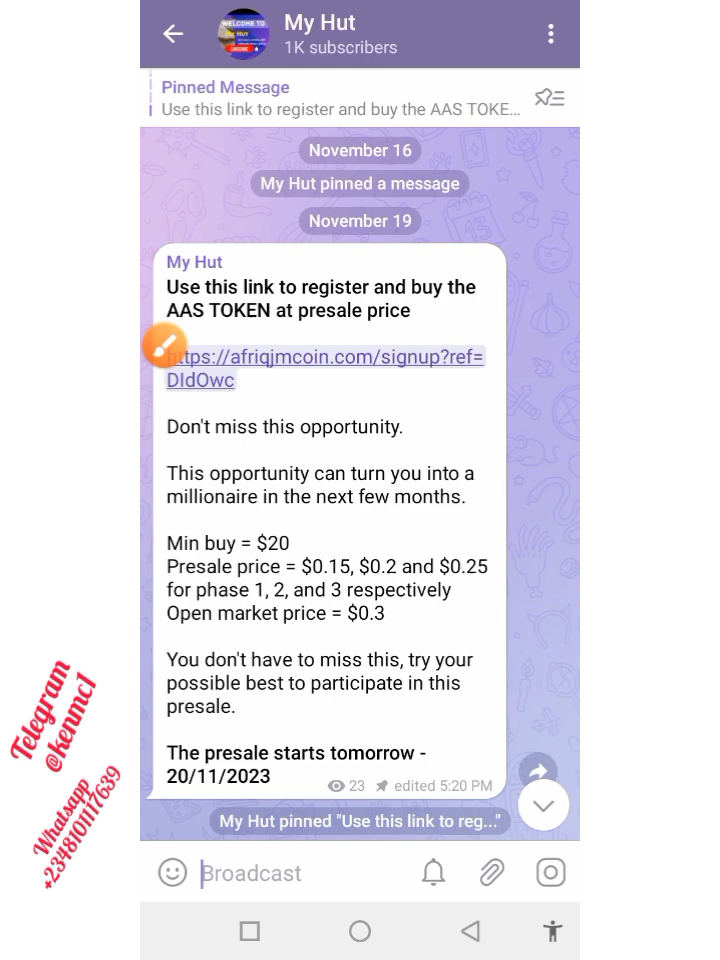 WELCOME TO
My Hut
SUBSCRIBE
My Hut
1K subscribers
Pinned Message
Use this link to register and buy the AAS TOKE...
November 16
My Hut pinned a message
November 19
My Hut
Use this link to register and buy the
AAS TOKEN at presale price
https://afriqjmcoin.com/signup?ref=
DIdOwc
Don't miss this opportunity.
This opportunity can turn you into a
millionaire in the next few months.
Min buy = $20
Presale price = $0.15, $0.2 and $0.25
for phase 1, 2, and 3 respectively
Open market price = $0.3
You don't have to miss this, try your
possible best to participate in this
presale.
The presale starts tomorrow -
20/11/2023
23 edited 5:20 PM
My Hut pinned "Use this link to reg..."
Broadcast
Telegram
@kenmc1
Whatsapp
+2348101117639